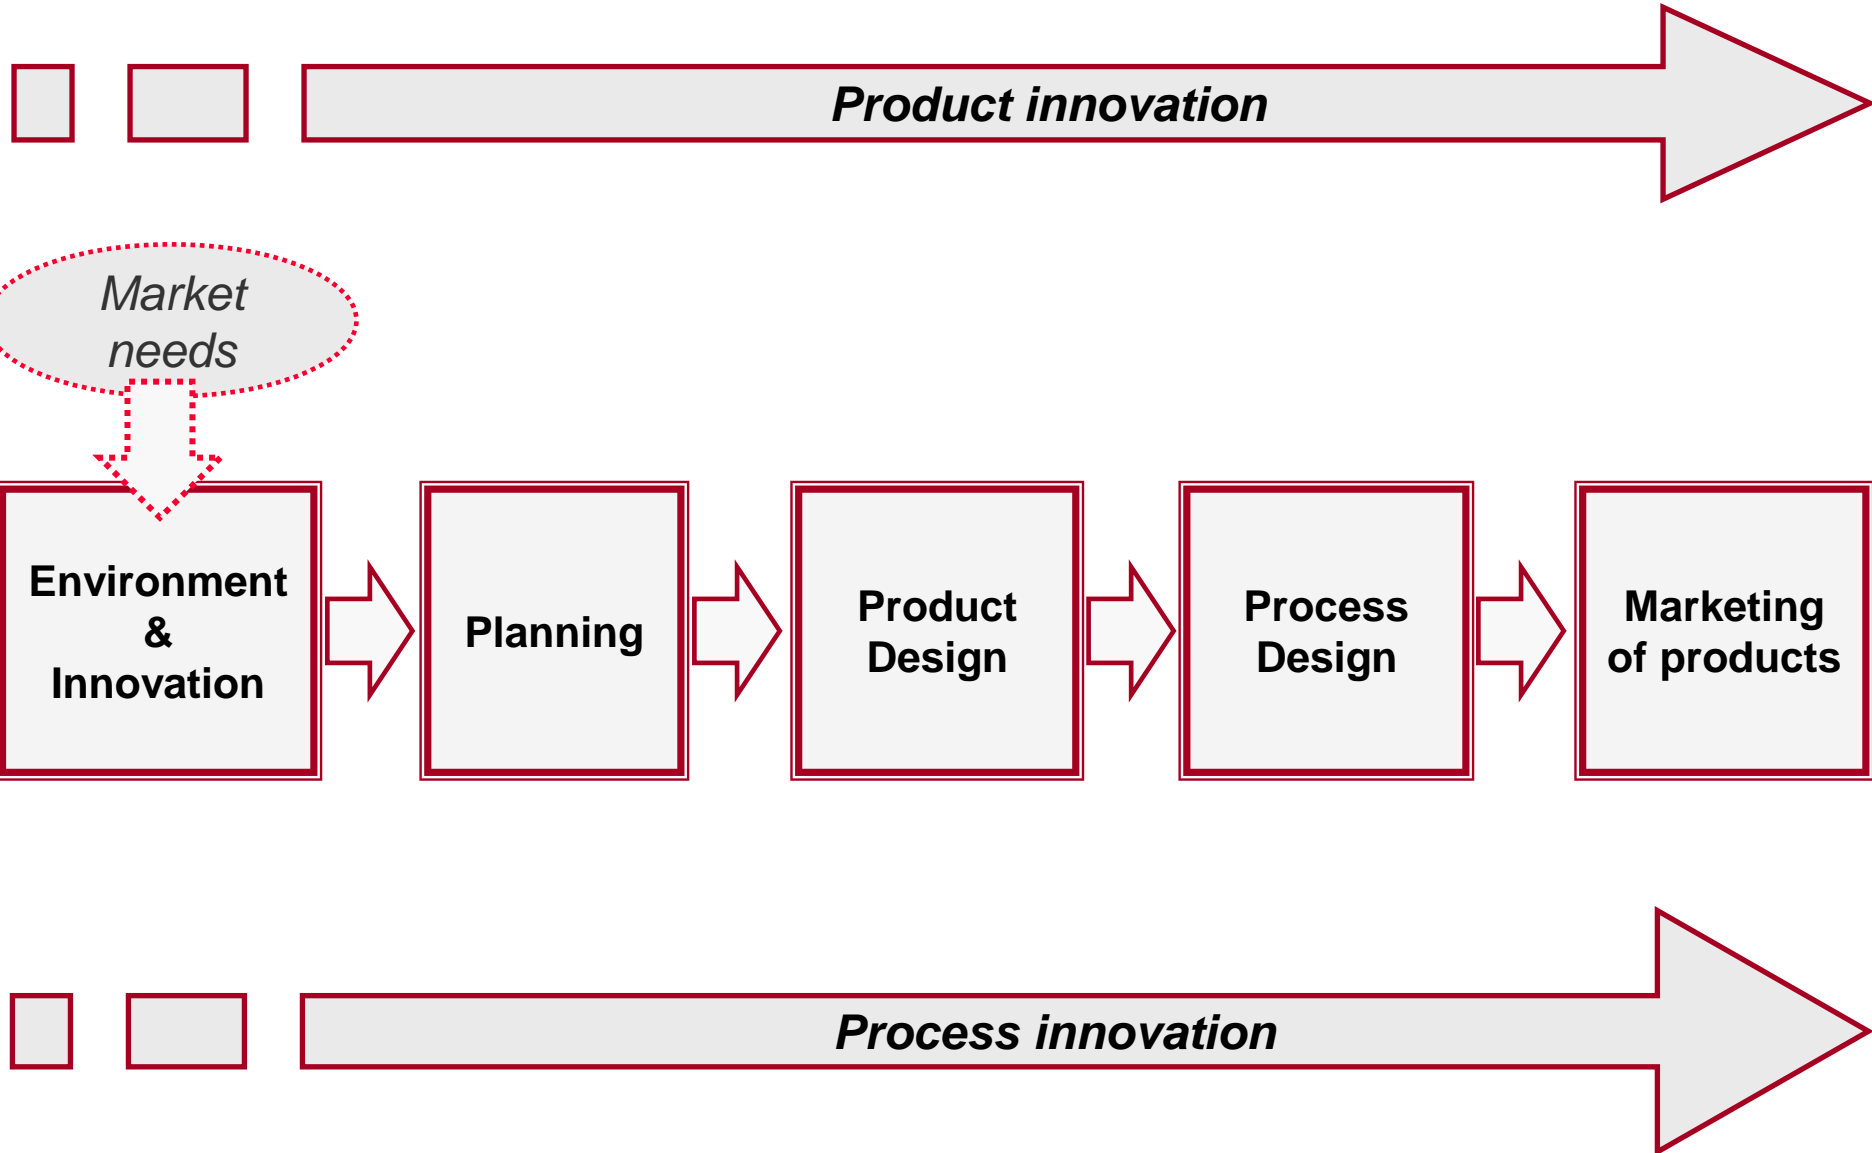 Product innovation
Market
needs
Environment
&
Innovation
Planning
Product
Design
Process
Design
Marketing
of products
Process innovation